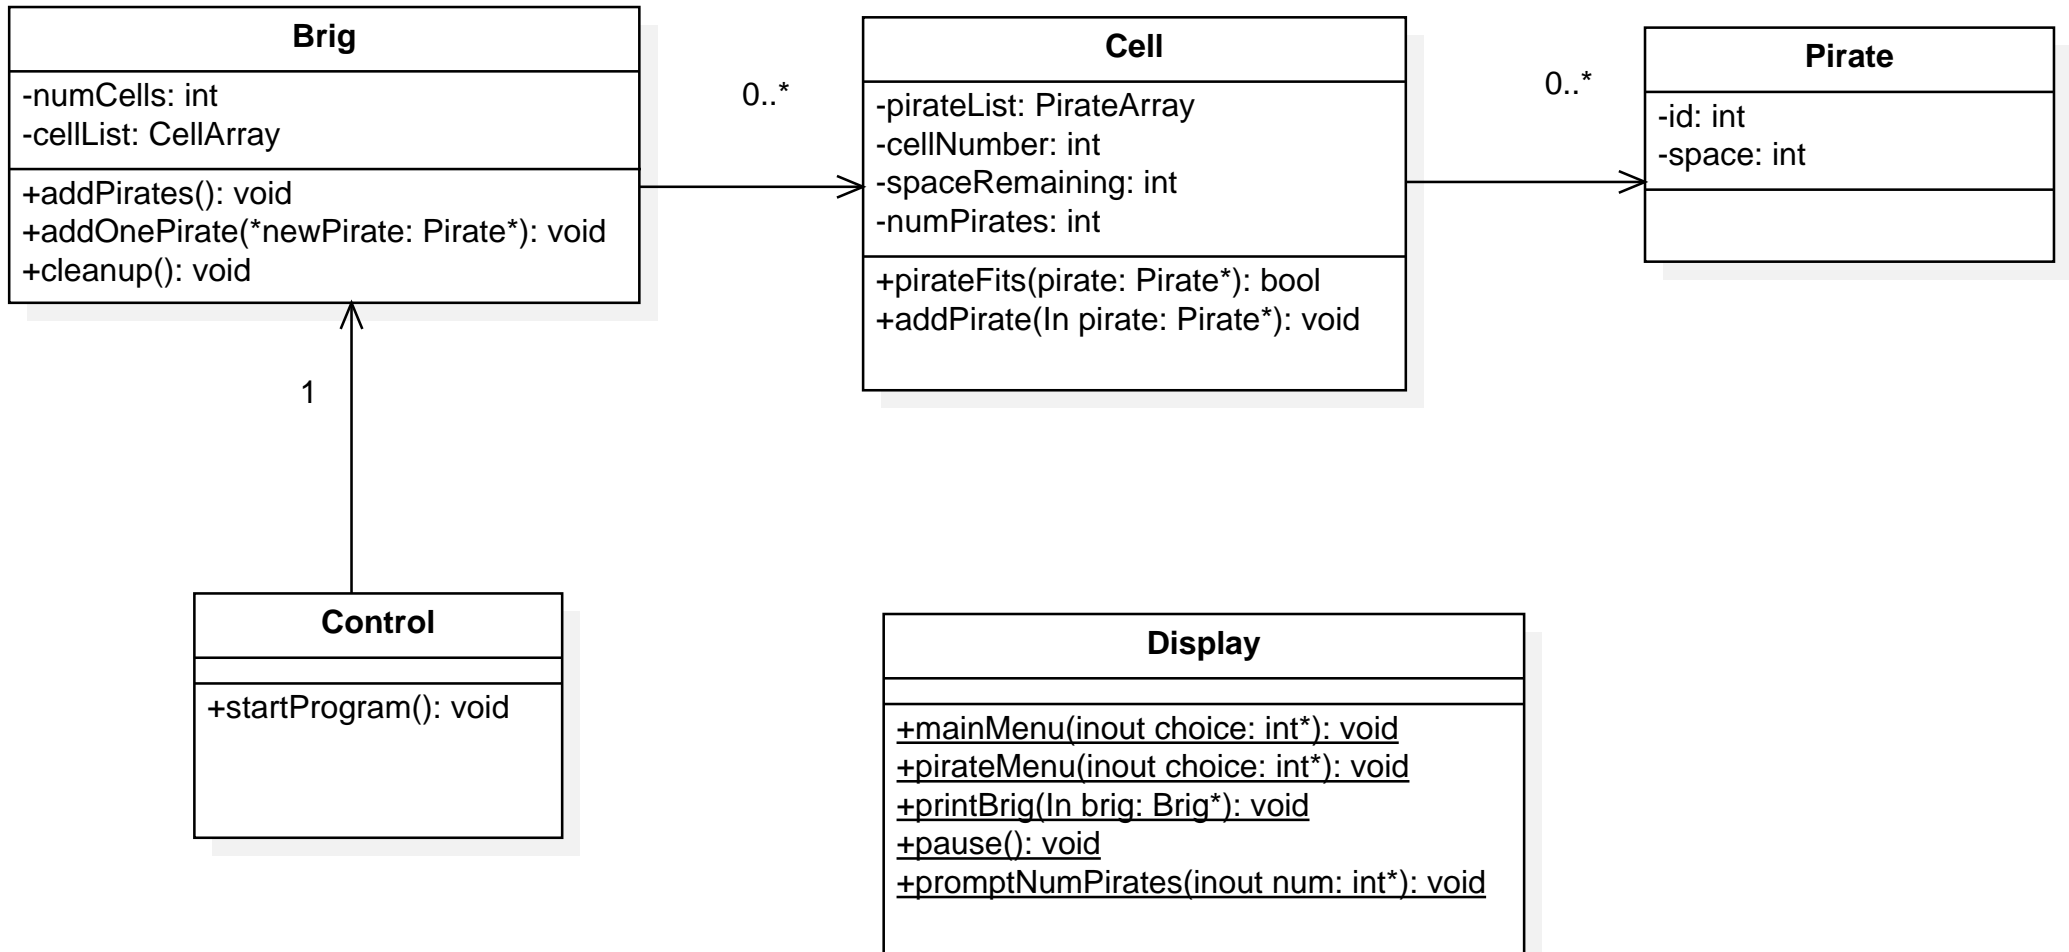 Brig
-numCells: int
-cellList: CellArray
+addPirates(): void
+addOnePirate(*newPirate: Pirate*): void
+cleanup(): void
0..*
Cell
-pirateList: PirateArray
-cellNumber: int
-spaceRemaining: int
-numPirates: int
+pirateFits(pirate: Pirate*): bool
+addPirate(In pirate: Pirate*): void
0..*
Pirate
-id: int
-space: int
1
Control
+startProgram(): void
Display
+mainMenu(inout choice: int*): void
+pirateMenu(inout choice: int*): void
+printBrig(In brig: Brig*): void
+pause(): void
+promptNumPirates(inout num: int*): void